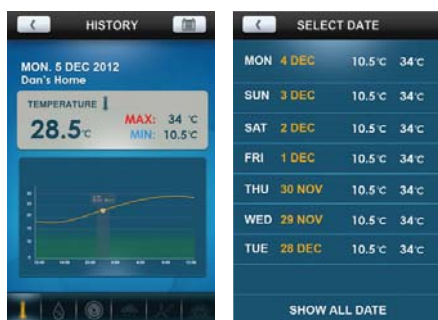 HISTORY
MON. 5 DEC 2012
Dan's Home
TEMPERATURE
28.5°C
MAX: 34 °C
MIN: 10.5°C
SELECT DATE
MON 4 DEC 10.5°C 34°C
SUN 3 DEC 10.5°C 34°C
SAT 2 DEC 10.5°C 34°C
FRI 1 DEC 10.5°C 34°C
THU 30 NOV 10.5°C 34°C
WED 29 NOV 10.5°C 34°C
TUE 28 DEC 10.5°C 34°C
SHOW ALL DATE